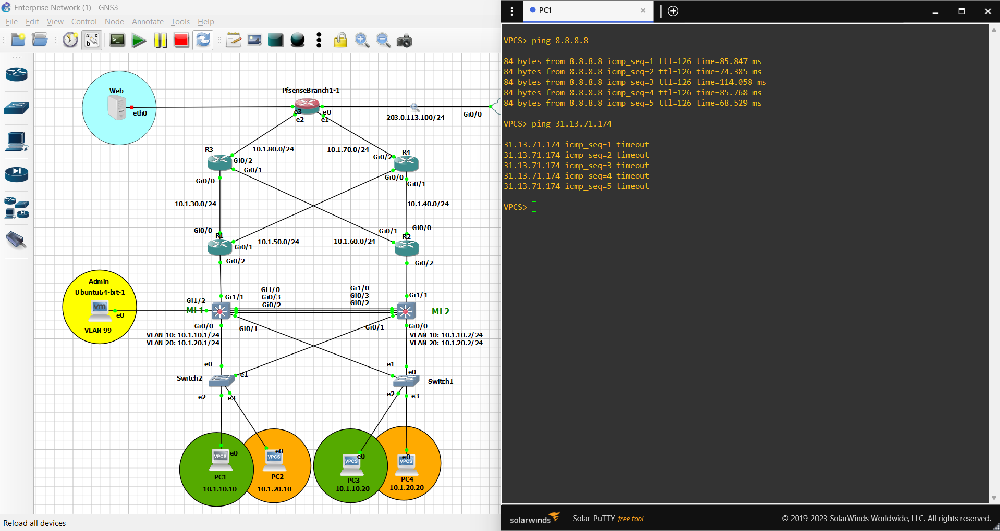 Enterprise Network (1) - GNS3
File Edit View Control Node Annotate Tools Help
Web
eth0
PfsenseBranch1-1
e3
e0
e2
e1
203.0.113.100/24
Gi0/0
R3
10.1.80.0/24
10.1.70.0/24
R4
Gi0/2
Gi0/2
Gi0/1
Gi0/0
Gi0/0
Gi0/1
10.1.30.0/24
10.1.40.0/24
Gi0/0
R1
Gi0/1
10.1.50.0/24
10.1.60.0/24
Gi0/1
Gi0/0
R2
Gi0/2
Gi0/2
Admin
Ubuntu64-bit-1
vm
e0
VLAN 99
Gi1/2
ML1
Gi1/1
Gi1/0
Gi0/3
Gi0/2
Gi1/0
Gi0/3
Gi0/2
Gi1/1
ML2
Gi0/0
Gi0/1
VLAN 10: 10.1.10.1/24
VLAN 20: 10.1.20.1/24
Gi0/1
Gi0/0
VLAN 10: 10.1.10.2/24
VLAN 20: 10.1.20.2/24
e0
e1
Switch2
e2
e3
e1
e0
Switch1
e2
e3
VPCS
e0
PC1
10.1.10.10
VPCS
e0
PC2
10.1.20.10
VPCS
e0
PC3
10.1.10.20
VPCS
e0
PC4
10.1.20.20
Reload all devices
PC1
VPCS> ping 8.8.8.8
84 bytes from 8.8.8.8 icmp_seq=1 ttl=126 time=85.847 ms
84 bytes from 8.8.8.8 icmp_seq=2 ttl=126 time=74.385 ms
84 bytes from 8.8.8.8 icmp_seq=3 ttl=126 time=114.058 ms
84 bytes from 8.8.8.8 icmp_seq=4 ttl=126 time=85.768 ms
84 bytes from 8.8.8.8 icmp_seq=5 ttl=126 time=68.529 ms
VPCS> ping 31.13.71.174
31.13.71.174 icmp_seq=1 timeout
31.13.71.174 icmp_seq=2 timeout
31.13.71.174 icmp_seq=3 timeout
31.13.71.174 icmp_seq=4 timeout
31.13.71.174 icmp_seq=5 timeout
VPCS>
solarwinds Solar-PuTTY free tool © 2019-2023 SolarWinds Worldwide, LLC. All rights reserved.